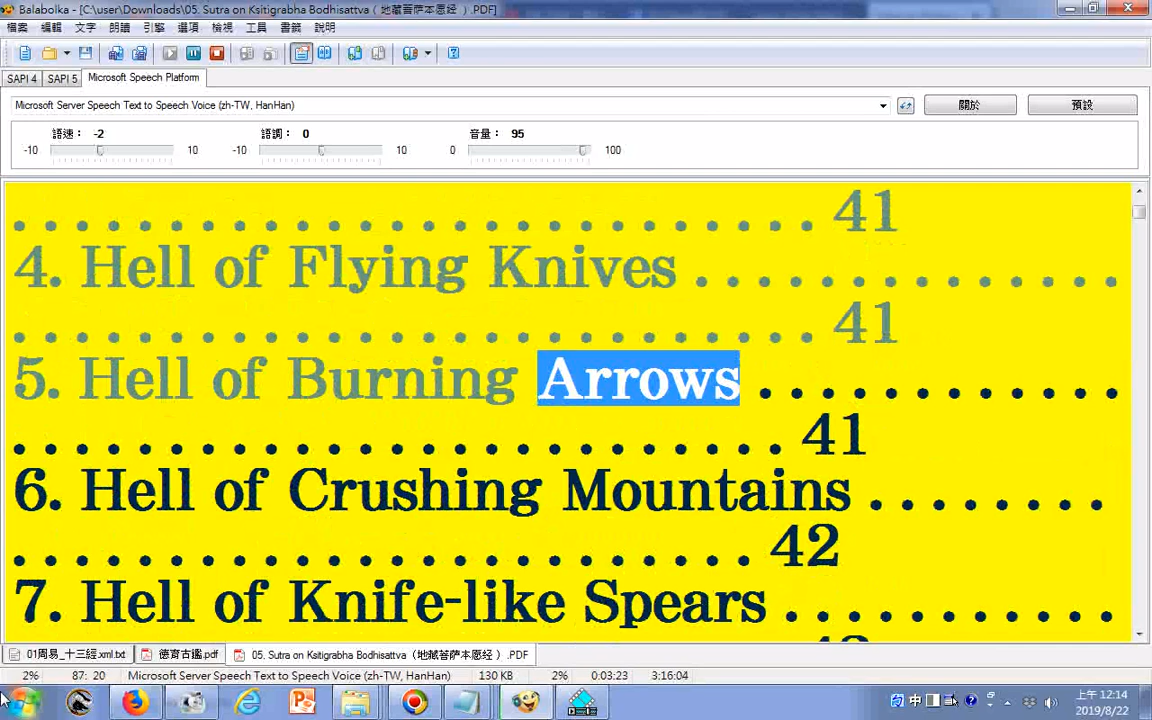 Balabolka - [C:\user\Downloads\05. Sutra on Ksitigrabha Bodhisattva（地藏菩萨本愿经 ）.PDF]
檔案 編輯 文字 朗讀 引擎 選項 檢視 工具 書籤 說明
SAPI 4 SAPI 5 Microsoft Speech Platform
Microsoft Server Speech Text to Speech Voice (zh-TW, HanHan) 關於 預設
語速： -2 語調： 0 音量： 95
-10 10 -10 10 0 100
. . . . . . . . . . . . . . . . . . . . . . . . . . 41
4. Hell of Flying Knives . . . . . . . . . . . . . .
. . . . . . . . . . . . . . . . . . . . . . . . . . 41
5. Hell of Burning Arrows . . . . . . . . . . . .
. . . . . . . . . . . . . . . . . . . . . . . . . 41
6. Hell of Crushing Mountains . . . . . . . .
. . . . . . . . . . . . . . . . . . . . . . . . 42
7. Hell of Knife-like Spears . . . . . . . . . . .
01周易_十三經.xml.txt 德育古鑑.pdf 05. Sutra on Ksitigrabha Bodhisattva（地藏菩萨本愿经 ）.PDF
2% 87: 20 Microsoft Server Speech Text to Speech Voice (zh-TW, HanHan) 130 KB 2% 0:03:23 3:16:04
中 上午 12:14
2019/8/22